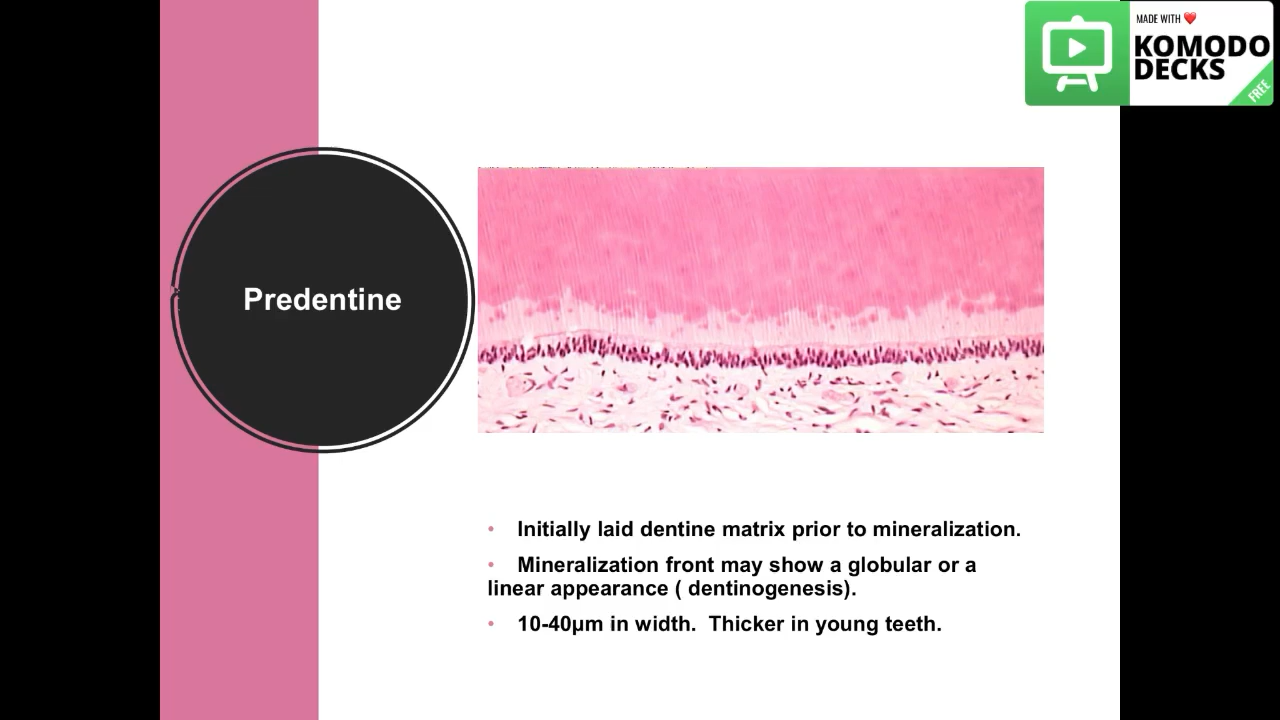 MADE WITH ❤️
KOMODO
DECKS
FREE
Predentine
• Initially laid dentine matrix prior to mineralization.
• Mineralization front may show a globular or a
linear appearance ( dentinogenesis).
• 10-40µm in width.  Thicker in young teeth.